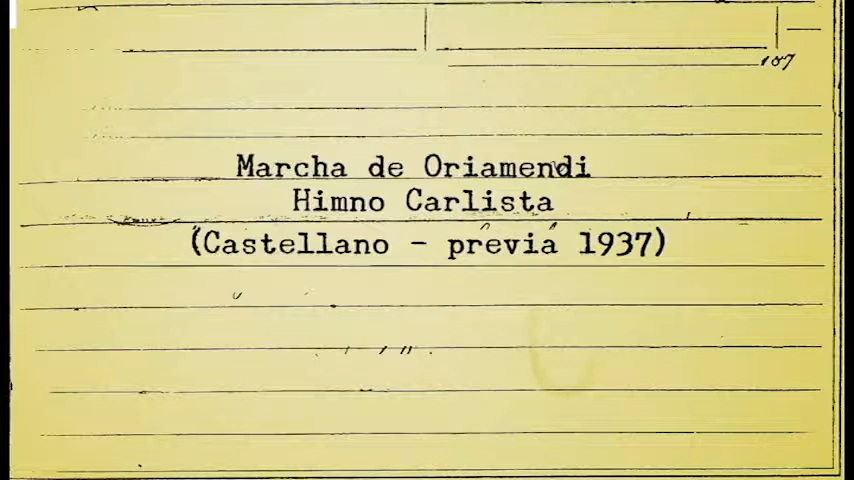 107
Marcha de Oriamendi
Himno Carlista
(Castellano - previa 1937)